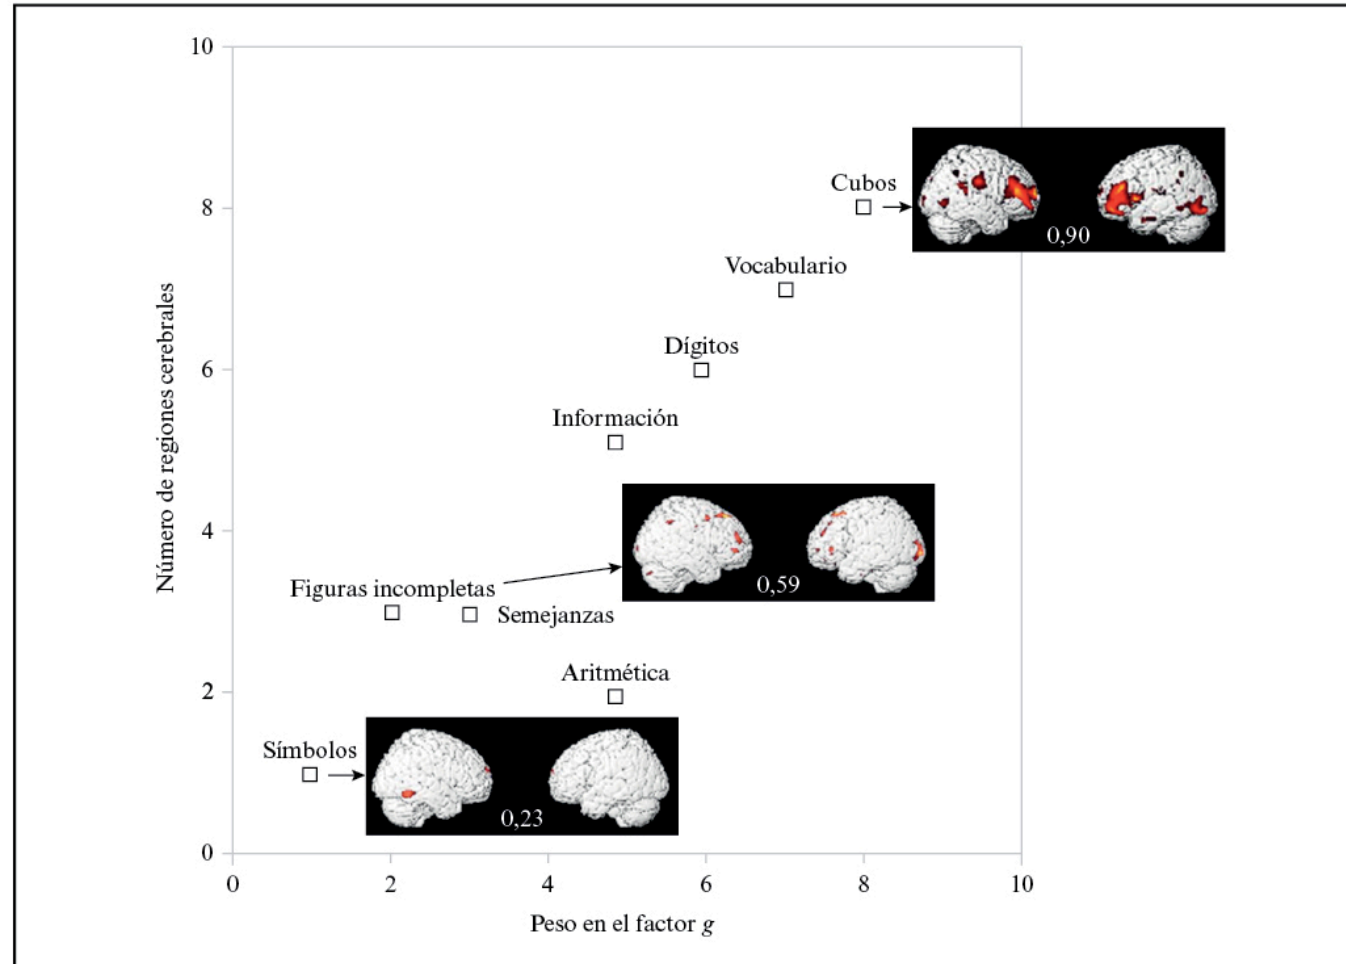 10
Cubos
8
0,90
Vocabulario
Dígitos
6
Información
Número de regiones cerebrales
4
Figuras incompletas
0,59
Semejanzas
Aritmética
2
Símbolos
0,23
0
0 2 4 6 8 10
Peso en el factor g